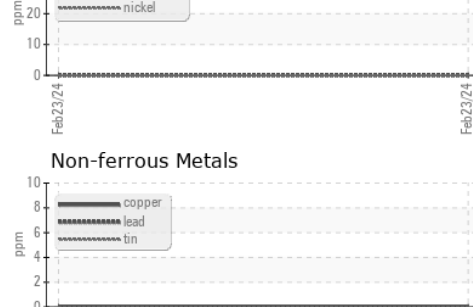 ppm
20
nickel
10
0
Feb23/24
Feb23/24
Non-ferrous Metals
ppm
10
8
6
4
2
0
copper
lead
tin